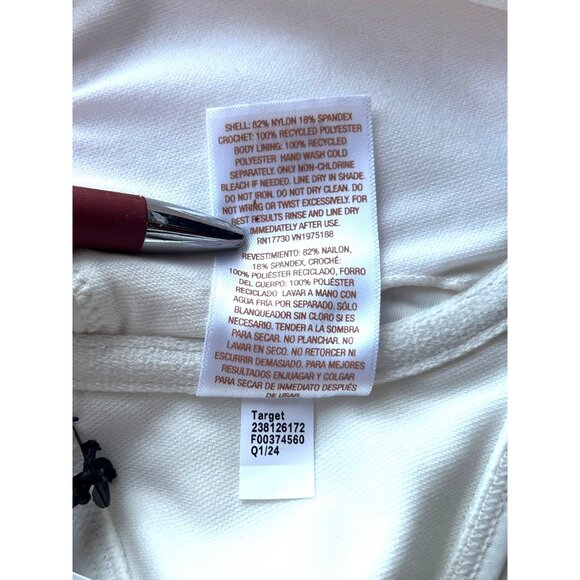 SHELL: 82% NYLON 18% SPANDEX
CROCHET: 100% RECYCLED POLYESTER
BODY LINING: 100% RECYCLED
POLYESTER HAND WASH COLD
SEPARATELY. ONLY NON-CHLORINE
BLEACH IF NEEDED. LINE DRY IN SHADE.
DO NOT IRON. DO NOT DRY CLEAN. DO
NOT WRING OR TWIST EXCESSIVELY. FOR
BEST RESULTS RINSE AND LINE DRY
IMMEDIATELY AFTER USE.
RN17730 VN1975188
REVESTIMIENTO: 82% NAILON,
18% SPANDEX, CROCHÉ:
100% POLIÉSTER RECICLADO, FORRO
DEL CUERPO: 100% POLIÉSTER
RECICLADO LAVAR A MANO CON
AGUA FRÍA POR SEPARADO. SÓLO
BLANQUEADOR SIN CLORO SI ES
NECESARIO. TENDER A LA SOMBRA
PARA SECAR. NO PLANCHAR. NO
LAVAR EN SECO. NO RETORCER NI
ESCURRIR DEMASIADO. PARA MEJORES
RESULTADOS ENJUAGAR Y COLGAR
PARA SECAR DE INMEDIATO DESPUÉS
DE USAR.
Target
238126172
F00374560
Q1/24